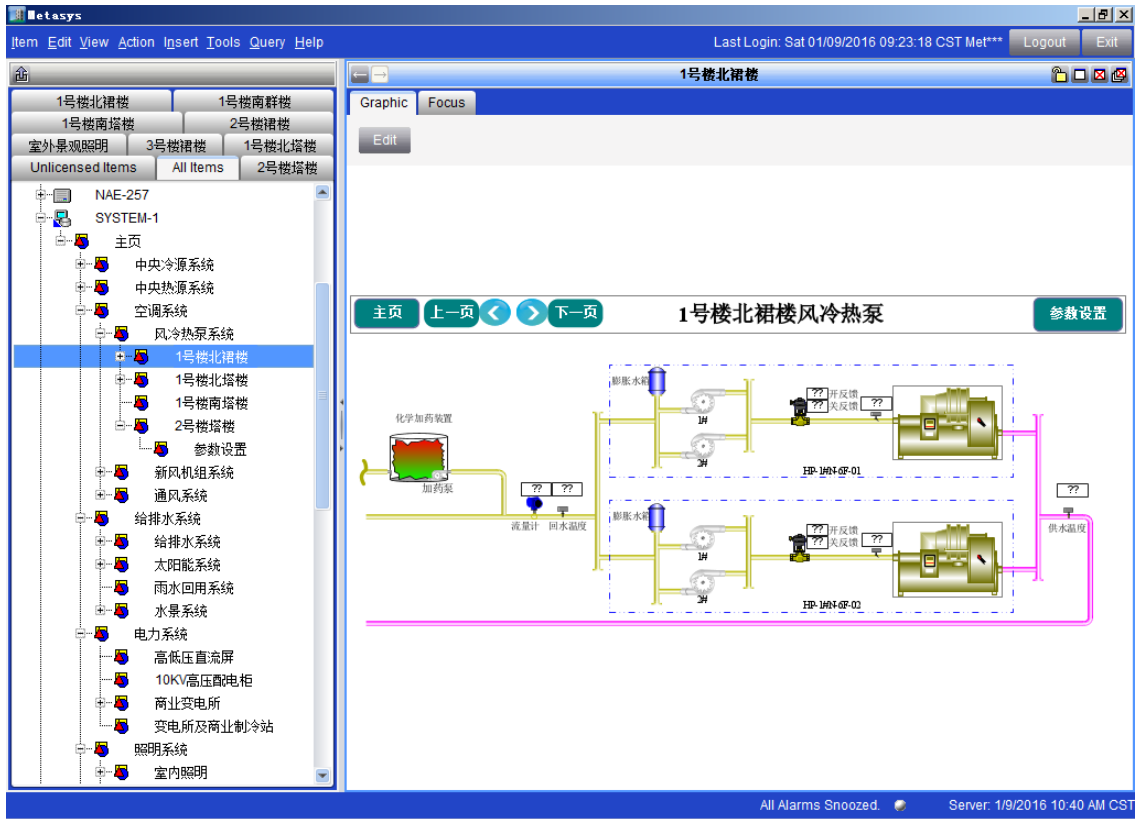 Metasys
Item Edit View Action Insert Tools Query Help
Last Login: Sat 01/09/2016 09:23:18 CST Met*** Logout Exit
1号楼北裙楼 1号楼南群楼
1号楼南塔楼 2号楼裙楼
室外景观照明 3号楼裙楼 1号楼北塔楼
Unlicensed Items All Items 2号楼塔楼
NAE-257
SYSTEM-1
主页
中央冷源系统
中央热源系统
空调系统
风冷热泵系统
1号楼北裙楼
1号楼北塔楼
1号楼南塔楼
2号楼塔楼
参数设置
新风机组系统
通风系统
给排水系统
给排水系统
太阳能系统
雨水回用系统
水景系统
电力系统
高低压直流屏
10KV高压配电柜
商业变电所
变电所及商业制冷站
照明系统
室内照明
1号楼北裙楼
Graphic Focus
Edit
主页 上一页 下一页 1号楼北裙楼风冷热泵 参数设置
膨胀水箱
?? 开反馈
?? 关反馈 ??
1#
2#
HP-1#N-6F-01
化学加药装置
加药泵
?? ??
流量计 回水温度
??
供水温度
膨胀水箱
?? 开反馈
?? 关反馈 ??
1#
2#
HP-1#N-6F-02
All Alarms Snoozed. Server: 1/9/2016 10:40 AM CST